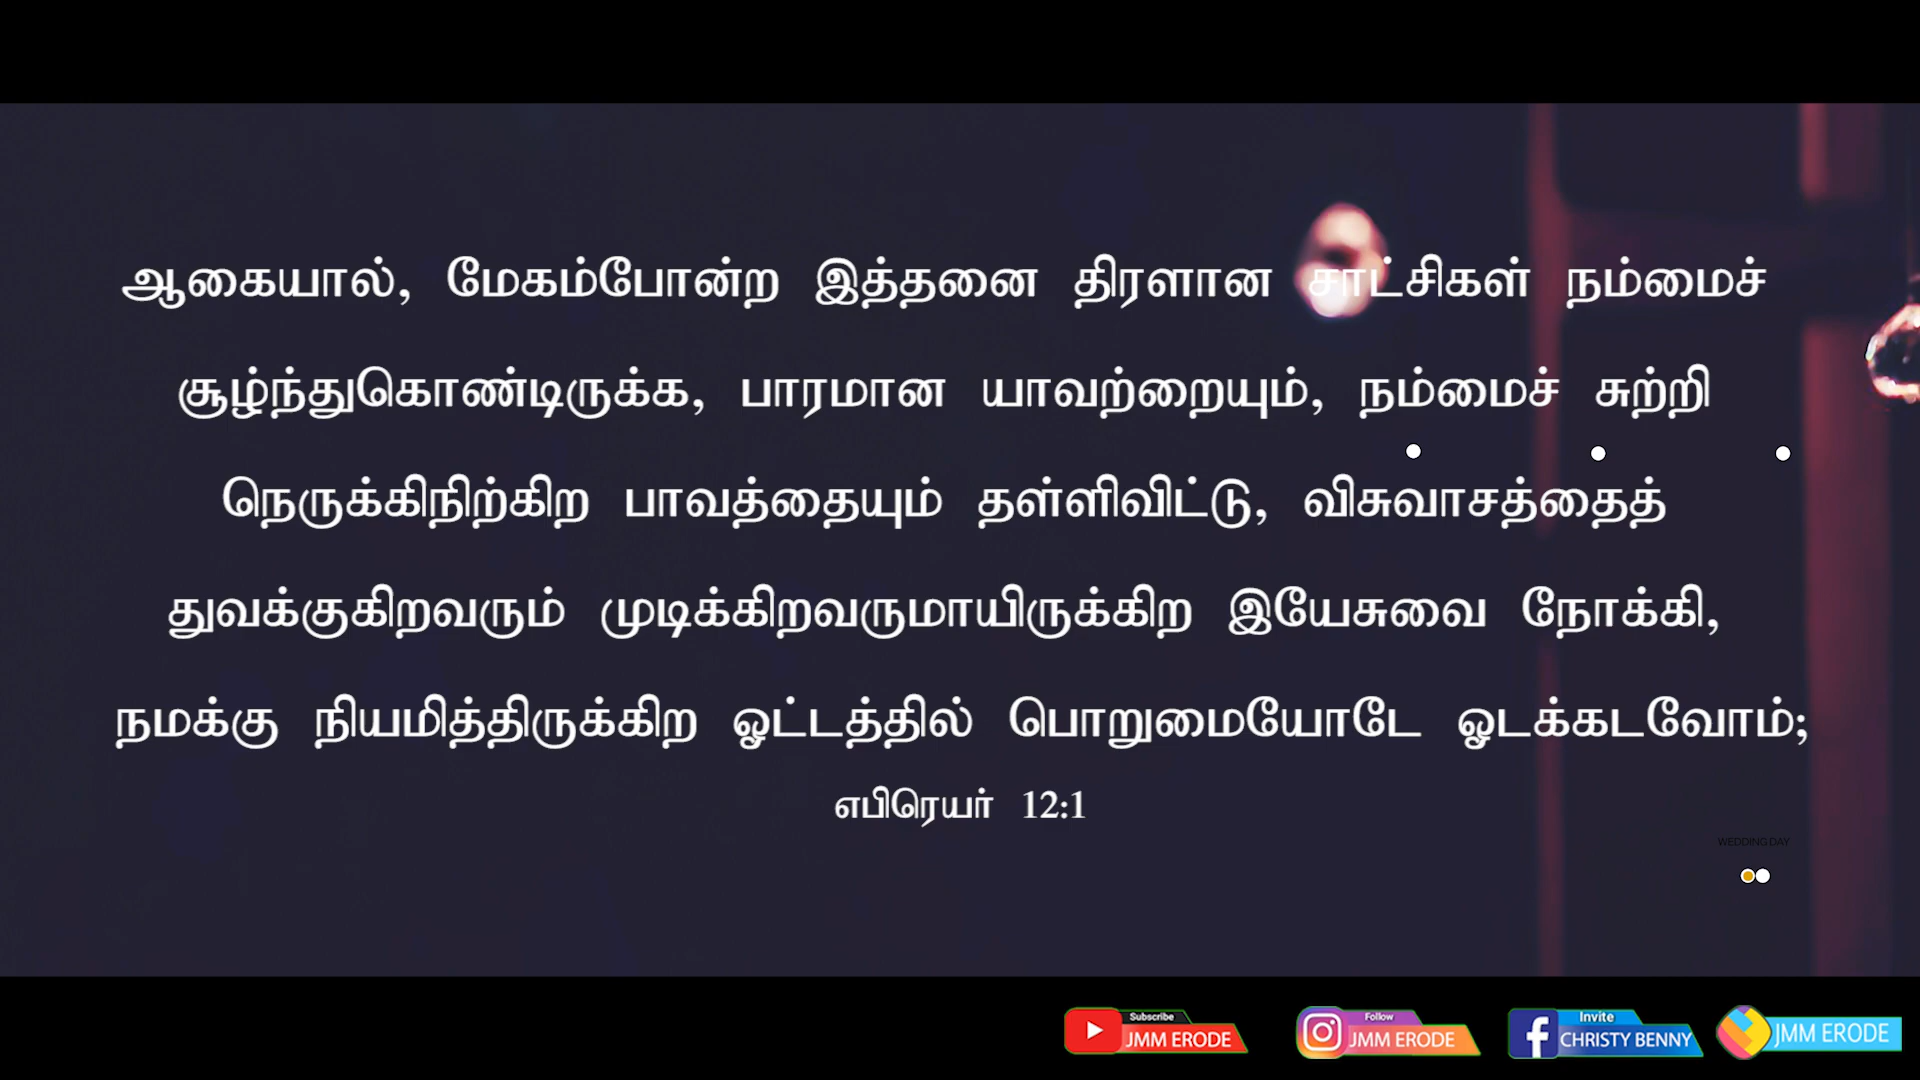 ஆகையால், மேகம்போன்ற இத்தனை திரளான சாட்சிகள் நம்மைச்
சூழ்ந்துகொண்டிருக்க, பாரமான யாவற்றையும், நம்மைச் சுற்றி
நெருக்கிநிற்கிற பாவத்தையும் தள்ளிவிட்டு, விசுவாசத்தைத்
துவக்குகிறவரும் முடிக்கிறவருமாயிருக்கிற இயேசுவை நோக்கி,
நமக்கு நியமித்திருக்கிற ஓட்டத்தில் பொறுமையோடே ஓடக்கடவோம்;
எபிரெயர் 12:1
WEDDING DAY
Subscribe
JMM ERODE
Follow
JMM ERODE
Invite
CHRISTY BENNY
JMM ERODE